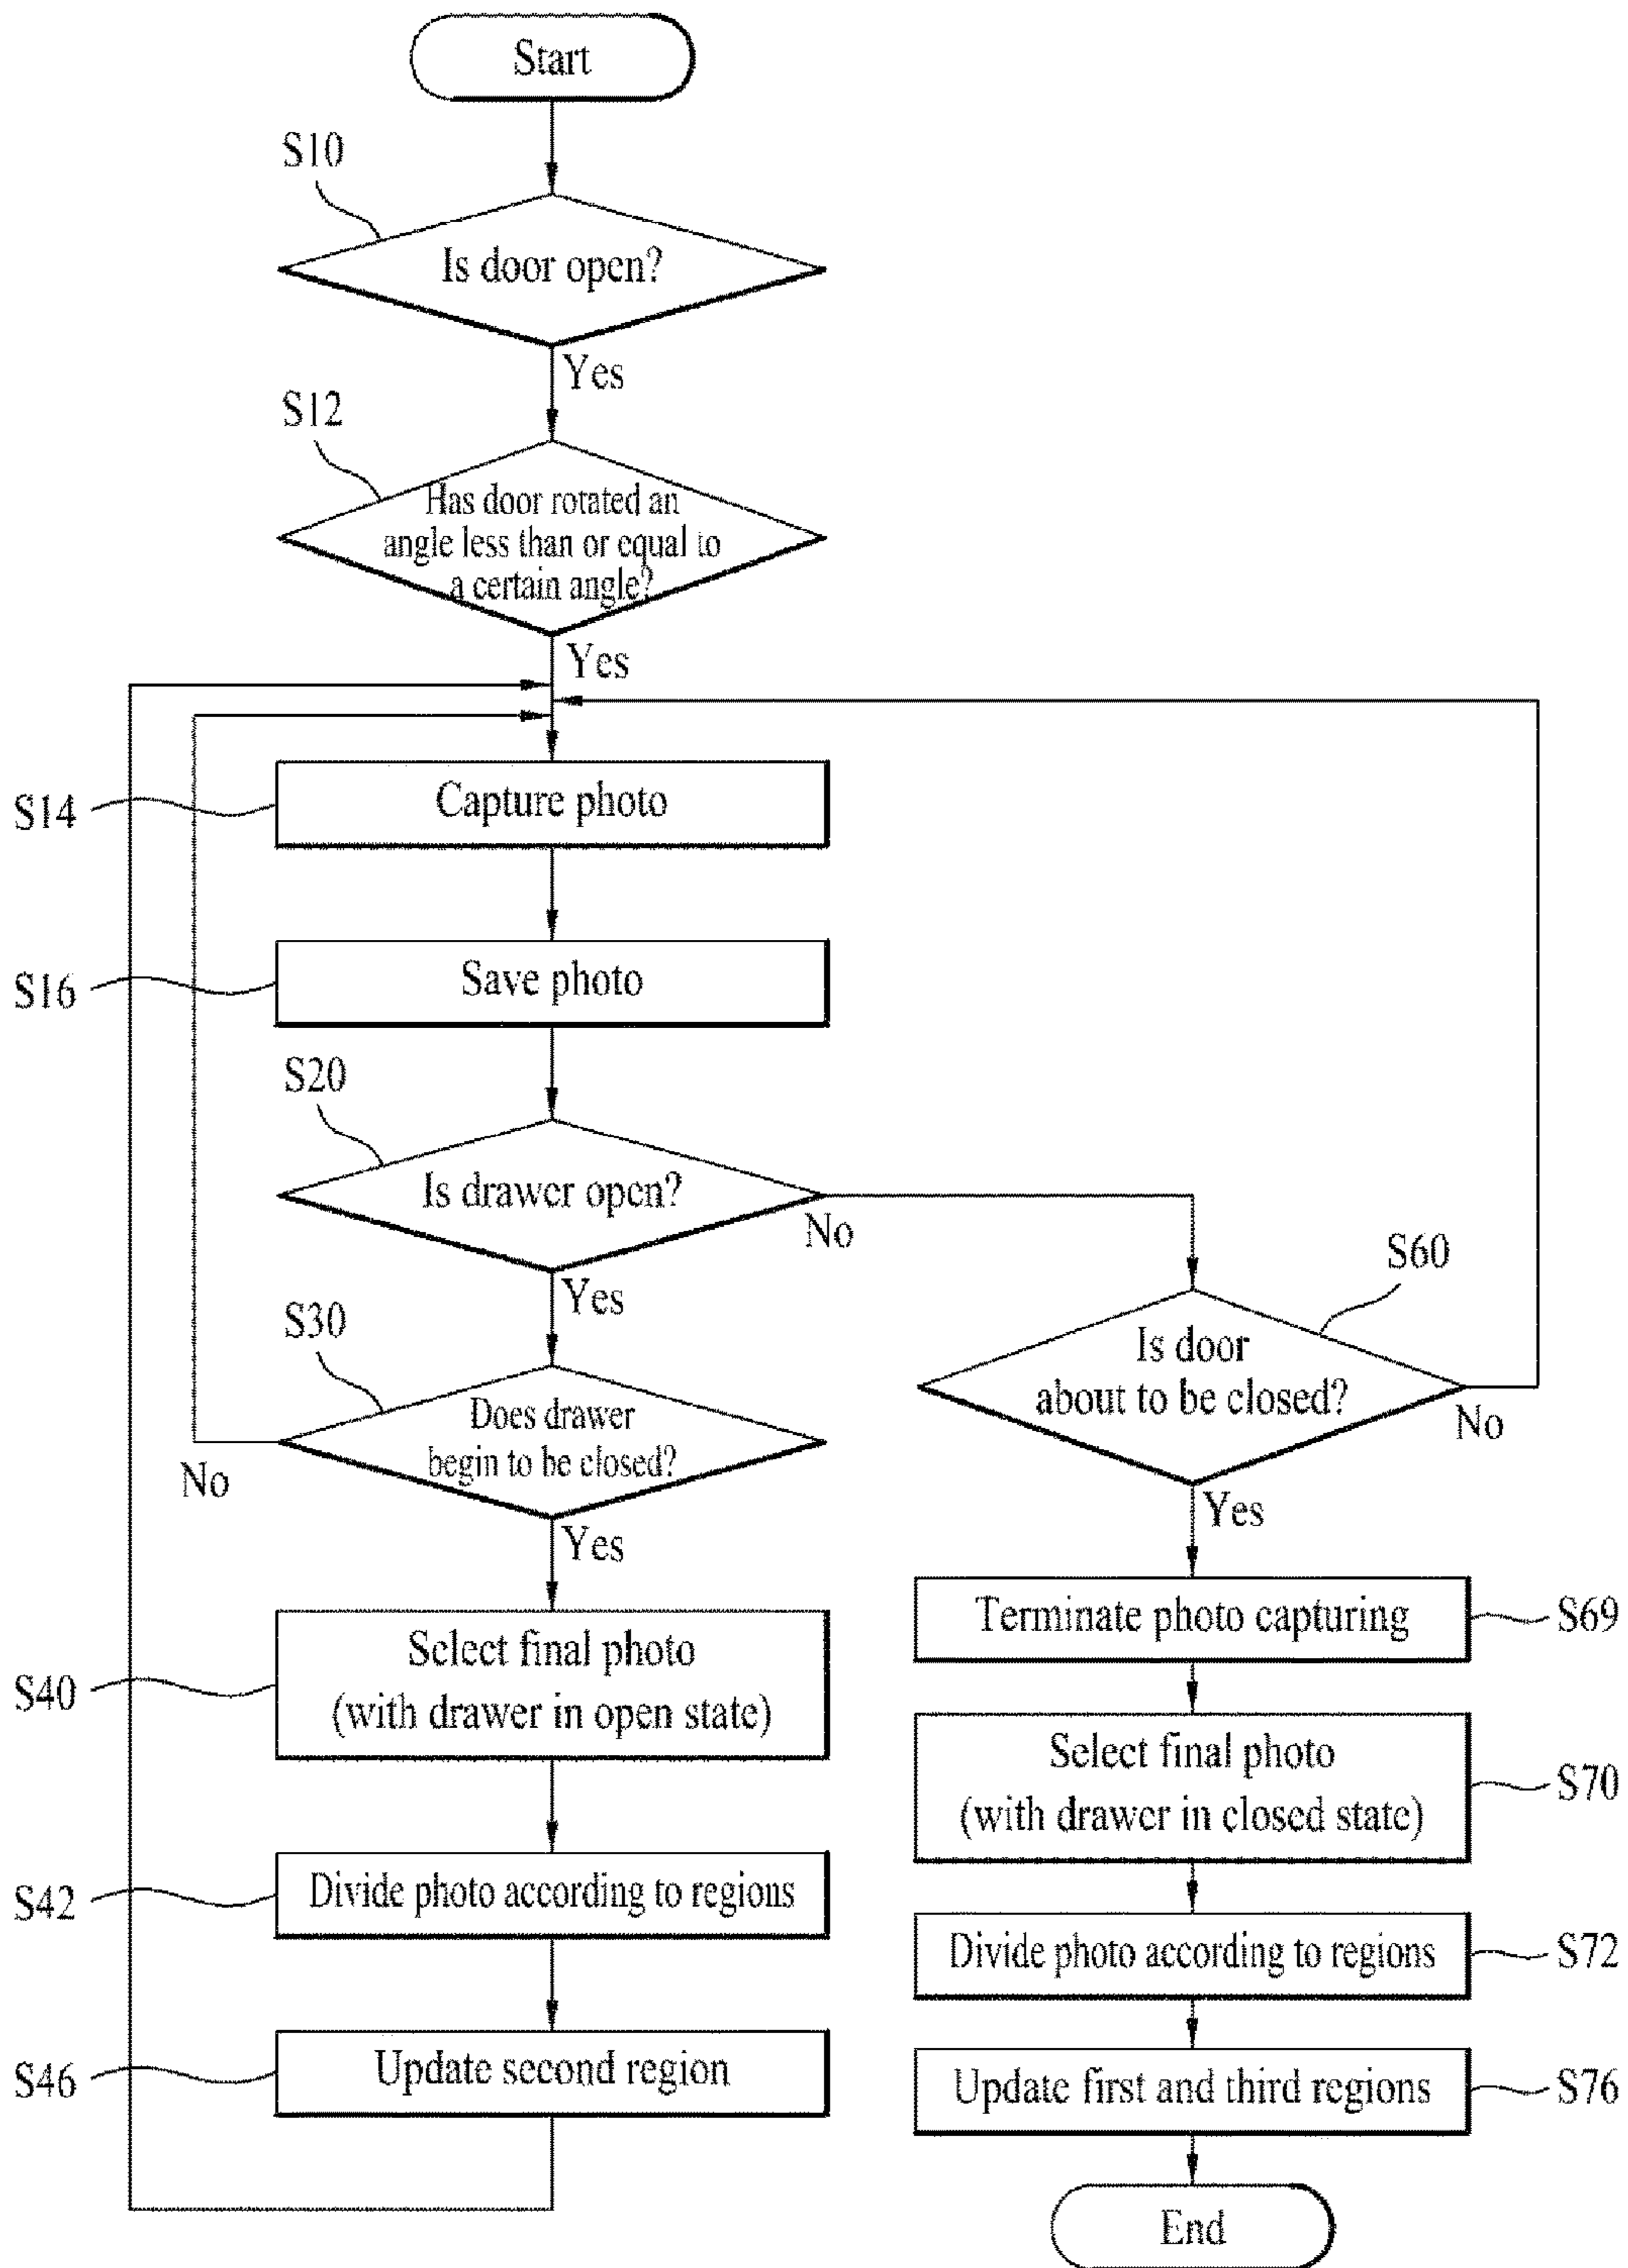 Start
S10
Is door open?
Yes
S12
Has door rotated an
angle less than or equal to
a certain angle?
Yes
S14
Capture photo
S16
Save photo
S20
Is drawer open?
No
Yes
S30
Does drawer
begin to be closed?
No
Yes
S60
Is door
about to be closed?
No
Yes
S40
Select final photo
(with drawer in open state)
S42
Divide photo according to regions
S46
Update second region
Terminate photo capturing
S69
Select final photo
(with drawer in closed state)
S70
Divide photo according to regions
S72
Update first and third regions
S76
End